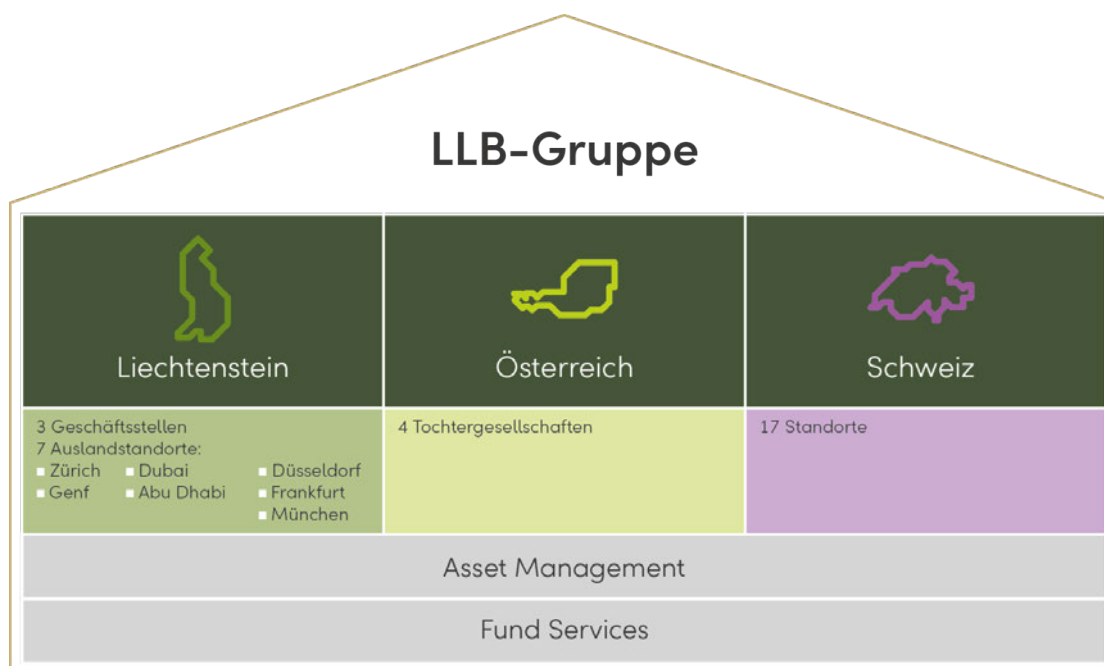 LLB-Gruppe
Liechtenstein
Österreich
Schweiz
3 Geschäftsstellen
7 Auslandstandorte:
Zürich
Genf
Dubai
Abu Dhabi
Düsseldorf
Frankfurt
München
4 Tochtergesellschaften
17 Standorte
Asset Management
Fund Services